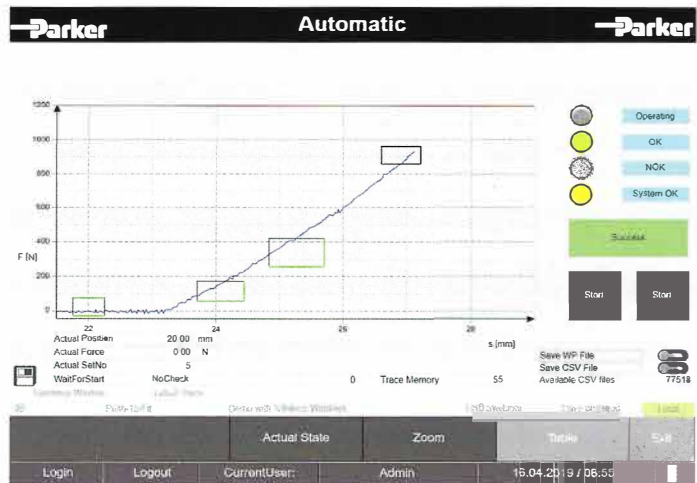 Parker Automatic Parker
1200
1000
800
600
400
200
0
F [N]
22 24 26 28
s [mm]
Operating
OK
NOK
System OK
Success
Start Start
Actual Position 20.00 mm
Actual Force 0.00 N
Actual SetNo 5
WaitForStart NoCheck 0 Trace Memory 55
Save WP File
Save CSV File
Available CSV files 77518
Actual State Zoom Table Exit
Login Logout CurrentUser: Admin 16.04.2019 / 06:55